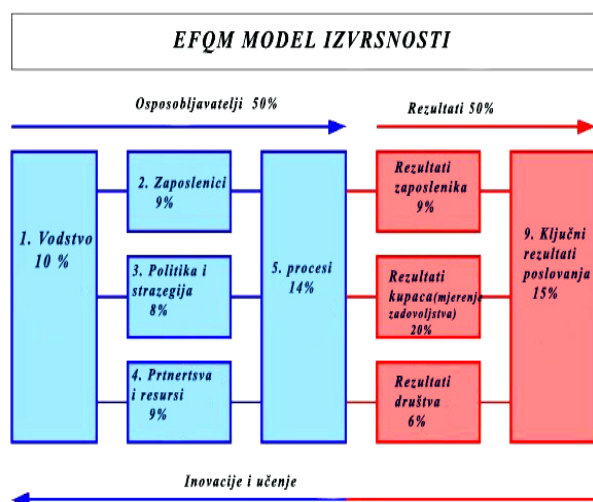 EFQM MODEL IZVRSNOSTI
Osposobljavatelji 50%
Rezultati 50%
1. Vodstvo
10 %
2. Zaposlenici
9%
3. Politika i
strazegija
8%
4. Prtnertsva
i resursi
9%
5. procesi
14%
Rezultati
zaposlenika
9%
Rezultati
kupaca(mjerenje
zadovoljstva)
20%
Rezultati
društva
6%
9. Ključni
rezultati
poslovanja
15%
Inovacije i učenje